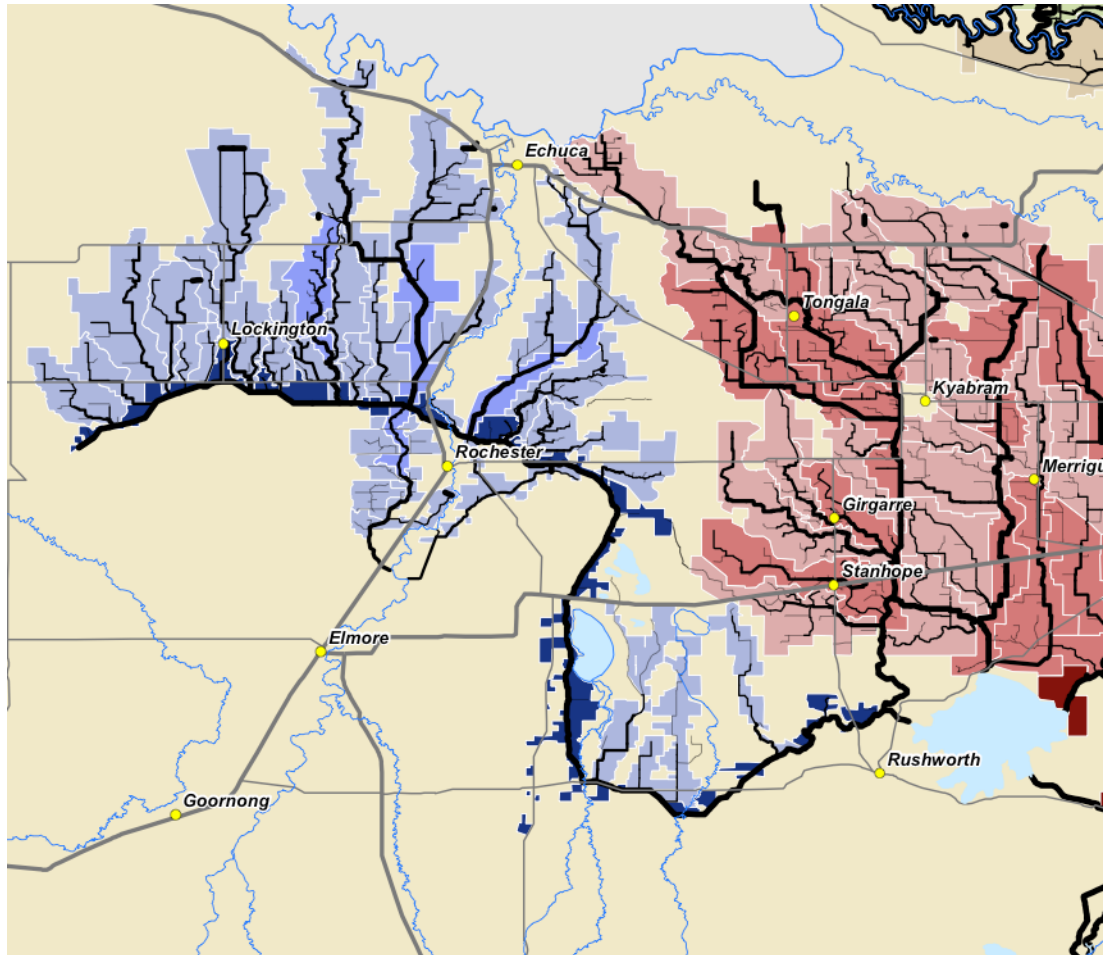 Echuca
Tongala
Lockington
Kyabram
Rochester
Merrigu
Girgarre
Stanhope
Elmore
Rushworth
Goornong